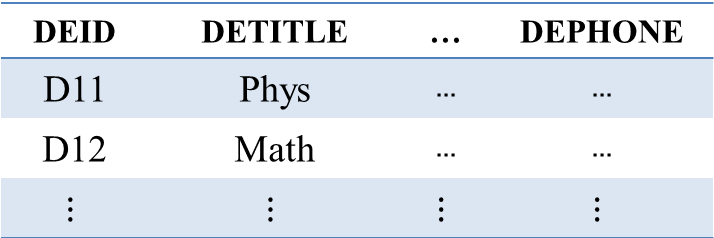 DEID DETITLE … DEPHONE
D11 Phys ... ...
D12 Math ... ...
⋮ ⋮ ⋮ ⋮